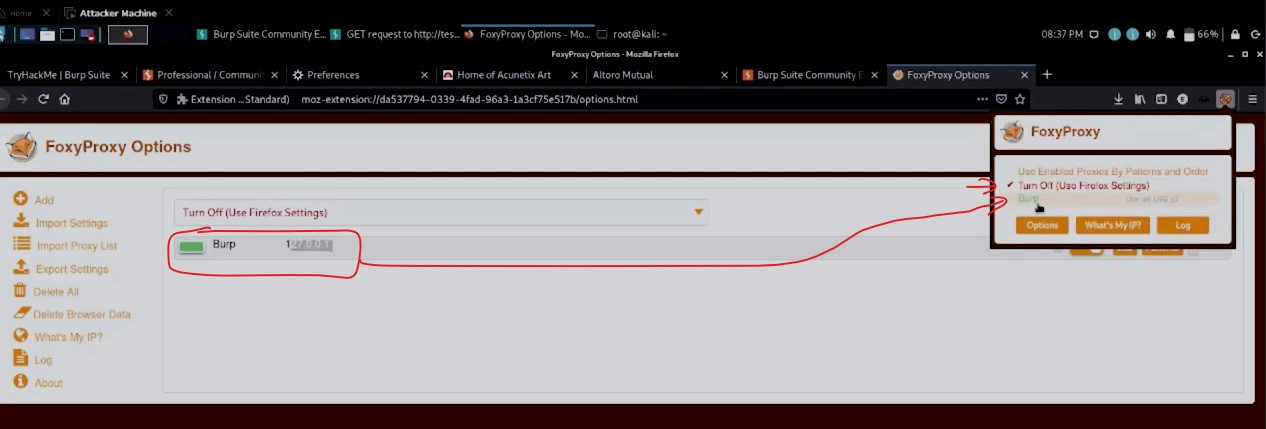 Home Attacker Machine
Burp Suite Community E... GET request to http://tes... FoxyProxy Options - Mo... root@kali: ~ 08:37 PM 66%
FoxyProxy Options - Mozilla Firefox
TryHackMe | Burp Suite Professional / Communit Preferences Home of Acunetix Art Altoro Mutual Burp Suite Community E FoxyProxy Options
Extension ...Standard) moz-extension://da537794-0339-4fad-96a3-1a3cf75e517b/options.html
FoxyProxy
FoxyProxy Options
Use Enabled Proxies By Patterns and Order
Turn Off (Use Firefox Settings)
Burp (for all URLs)
Options What's My IP? Log
Add
Import Settings
Import Proxy List
Export Settings
Delete All
Delete Browser Data
What's My IP?
Log
About
Turn Off (Use Firefox Settings)
Burp 127.0.0.1